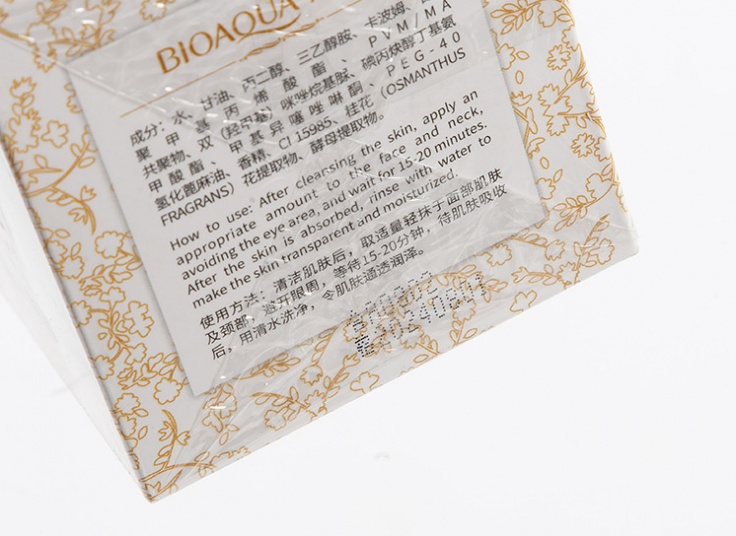 BIOAQUA
成分：水、甘油、丙二醇、三乙醇胺、卡波姆、
聚甲基丙烯酸酯、PVM/MA
共聚物、双（羟甲基）咪唑烷基脲、碘丙炔醇丁基氨
甲酸酯、甲基异噻唑啉酮、PEG-40
氢化蓖麻油、香精、CI 15985、桂花（OSMANTHUS
FRAGRANS）花提取物、酵母提取物。
How to use: After cleansing the skin, apply an
appropriate amount to the face and neck,
avoiding the eye area, and wait for 15-20 minutes.
After the skin is absorbed, rinse with water to
make the skin transparent and moisturized.
使用方法：清洁肌肤后，取适量轻抹于面部肌肤
及颈部，避开眼周，等待15-20分钟，待肌肤吸收
后，用清水洗净，令肌肤通透润泽。